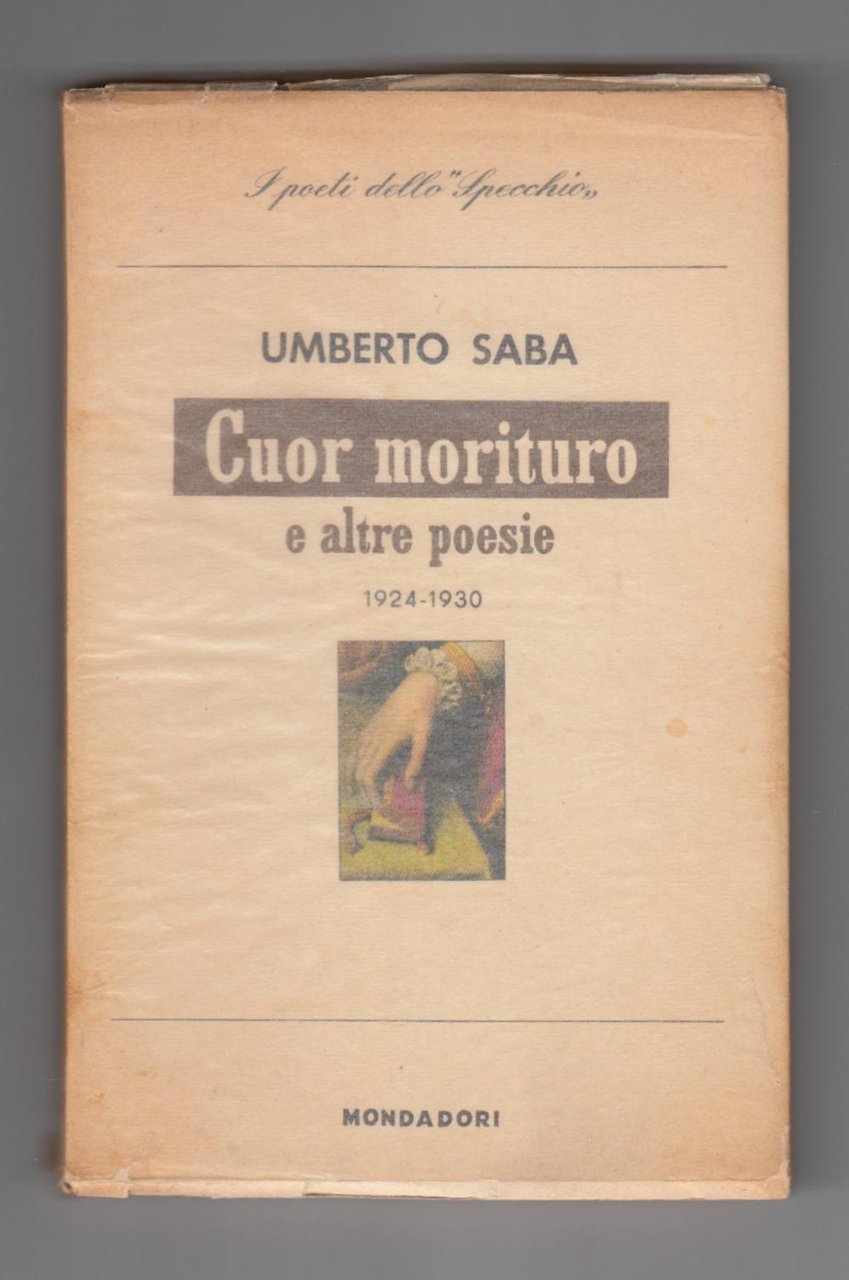 I poeti dello "Specchio„
UMBERTO SABA
Cuor morituro
e altre poesie
1924-1930
MONDADORI